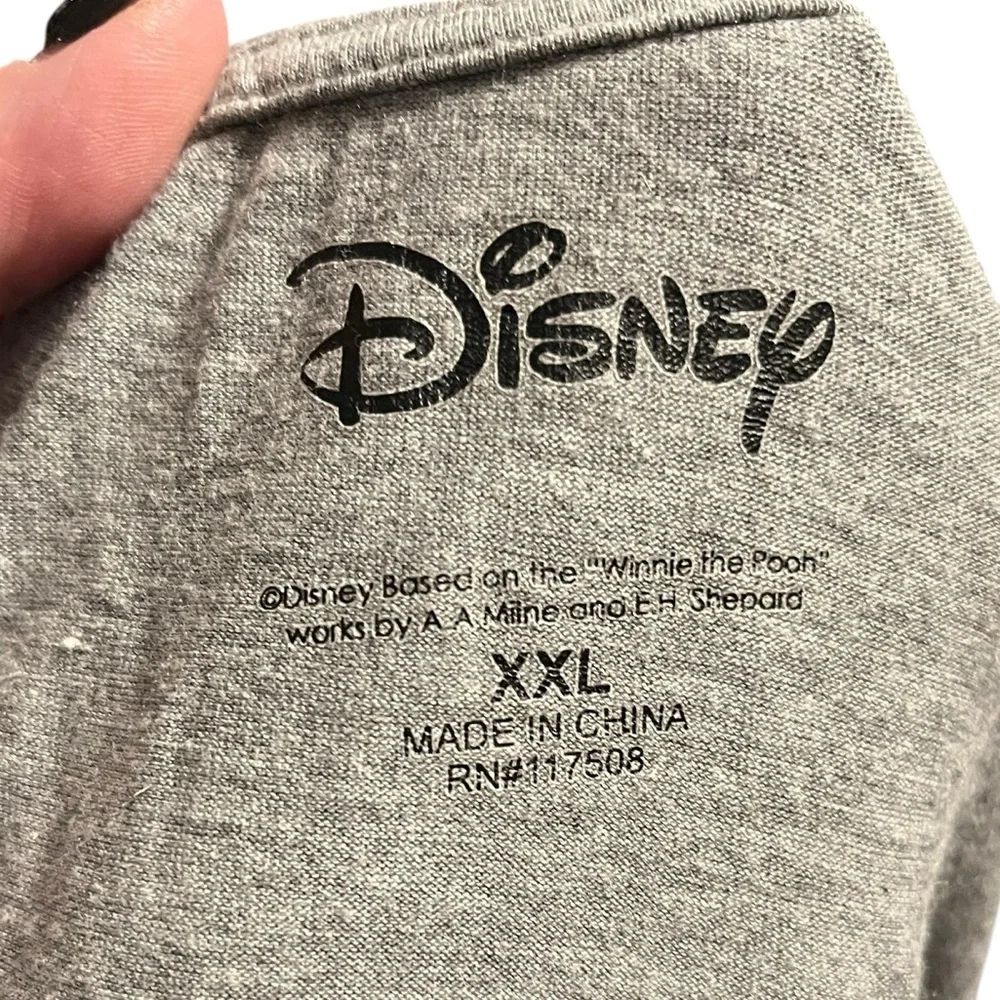 Disney
©Disney Based on the "Winnie the Pooh"
works by A A Milne and E.H. Shepard
XXL
MADE IN CHINA
RN#117508